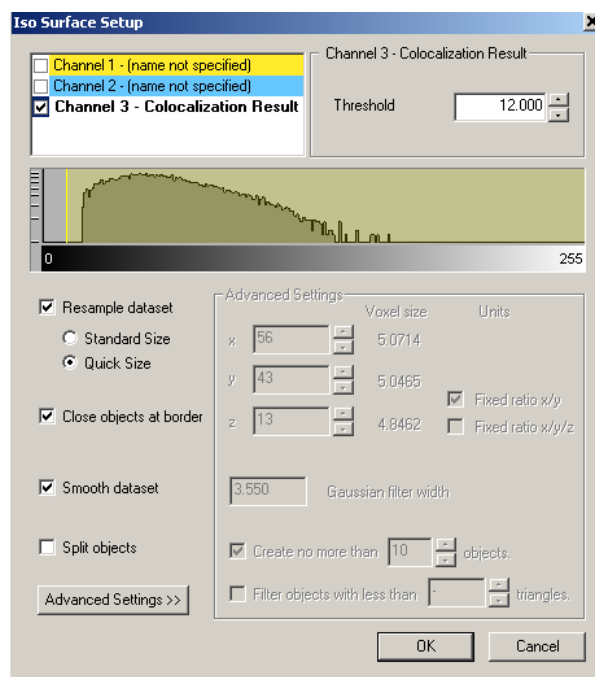 Iso Surface Setup
Channel 1 - (name not specified)
Channel 2 - (name not specified)
Channel 3 - Colocalization Result
Channel 3 - Colocalization Result
Threshold 12.000
0 255
Resample dataset
Standard Size
Quick Size
Close objects at border
Smooth dataset
Split objects
Advanced Settings >>
Advanced Settings
Voxel size Units
x 56 5.0714
y 43 5.0465
Fixed ratio x/y
z 13 4.8462 Fixed ratio x/y/z
3.550 Gaussian filter width
Create no more than 10 objects.
Filter objects with less than - triangles.
OK Cancel